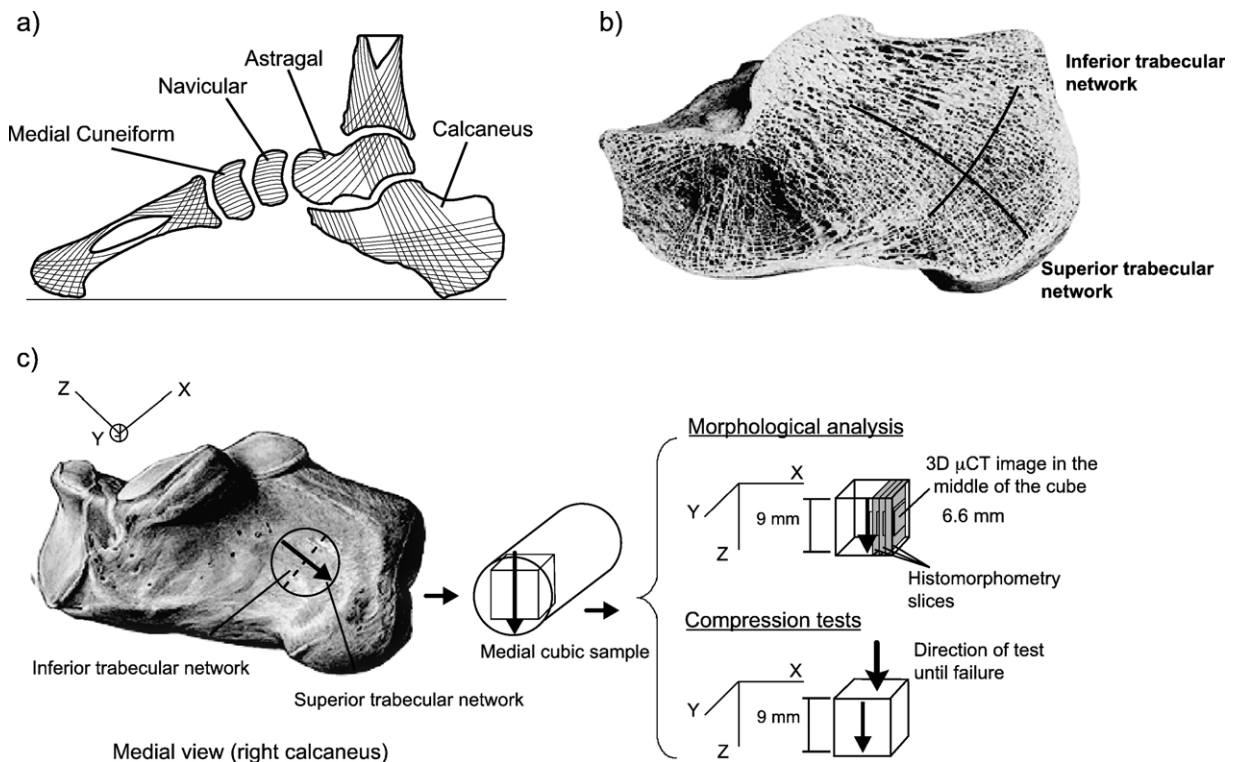 a)
Astragal
Navicular
Medial Cuneiform
Calcaneus
b)
Inferior trabecular
network
Superior trabecular
network
c)
Z
X
Y
Inferior trabecular network
Superior trabecular network
Medial view (right calcaneus)
Medial cubic sample
Morphological analysis
X
Y
Z
9 mm
3D µCT image in the
middle of the cube
6.6 mm
Histomorphometry
slices
Compression tests
X
Y
Z
9 mm
Direction of test
until failure